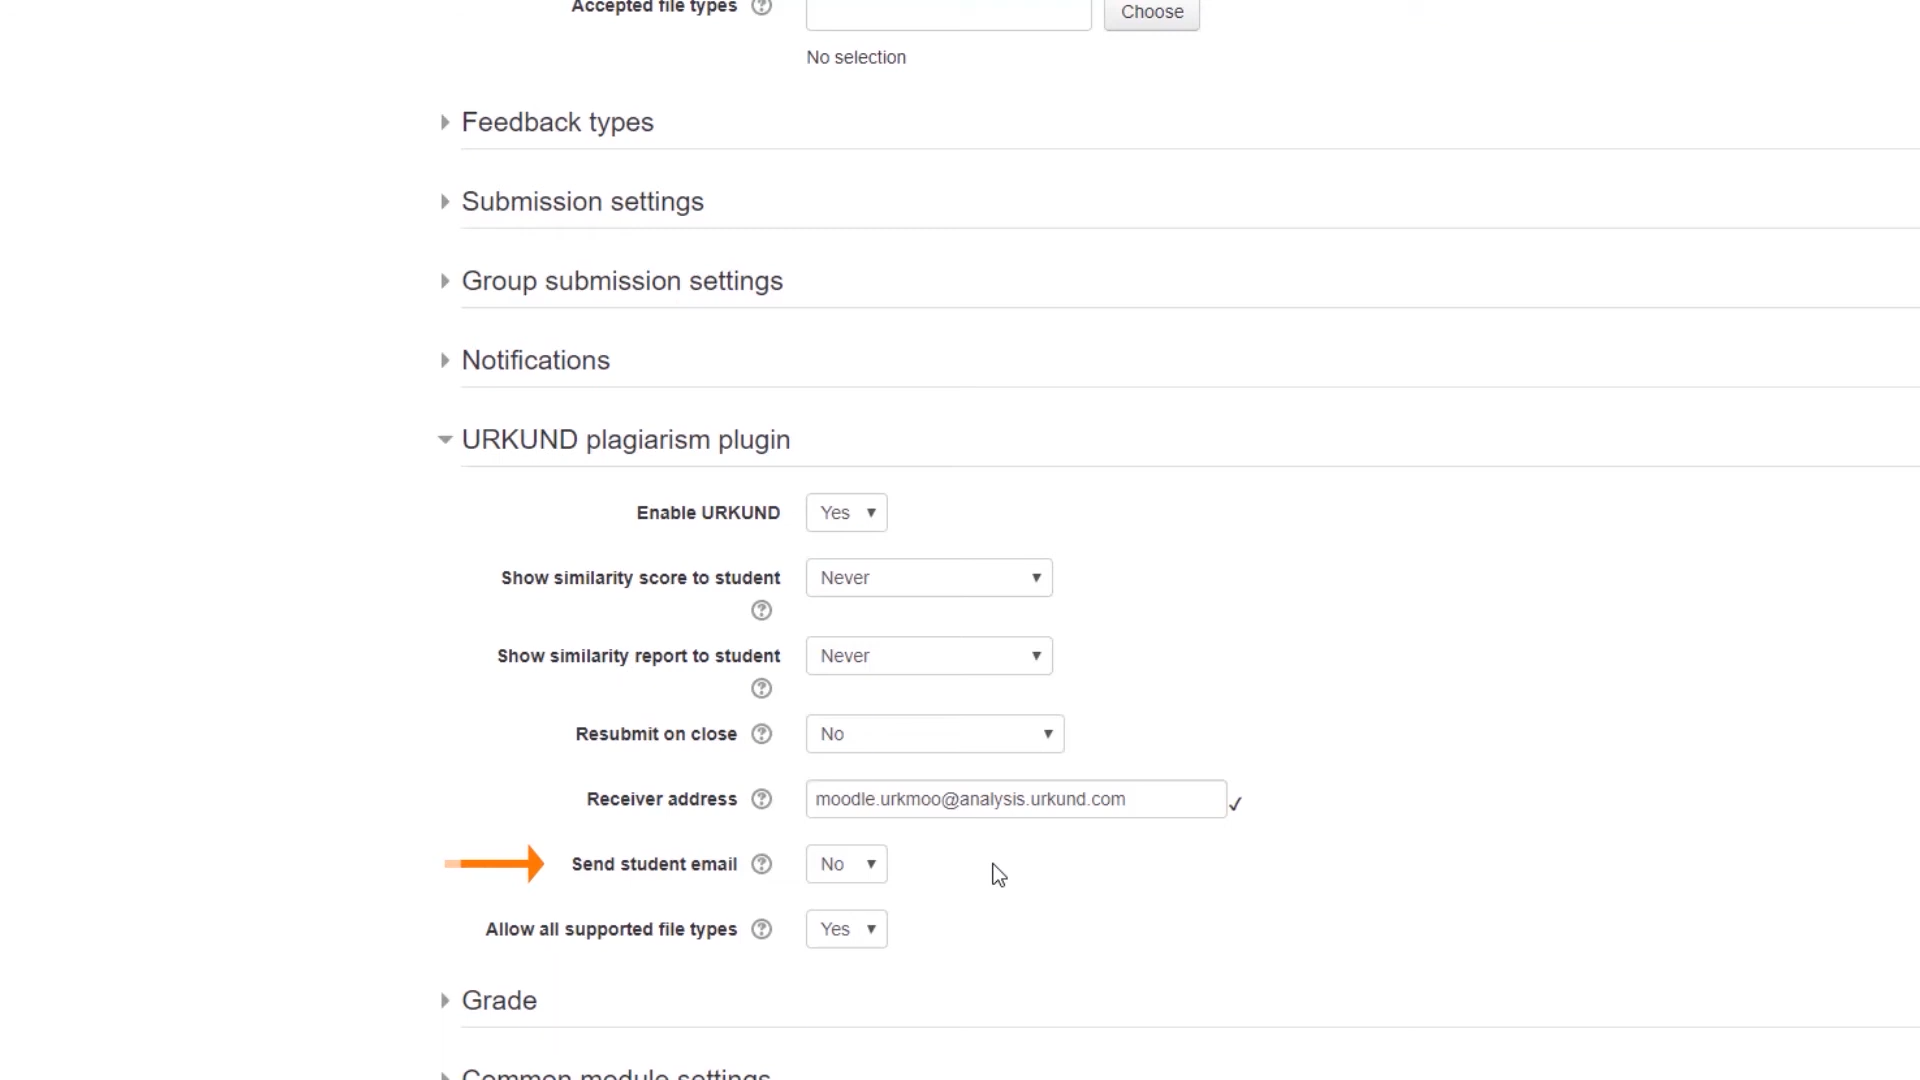 Accepted file types
Choose
No selection
Feedback types
Submission settings
Group submission settings
Notifications
URKUND plagiarism plugin
Enable URKUND Yes
Show similarity score to student Never
Show similarity report to student Never
Resubmit on close No
Receiver address moodle.urkmoo@analysis.urkund.com
Send student email No
Allow all supported file types Yes
Grade
Common module settings